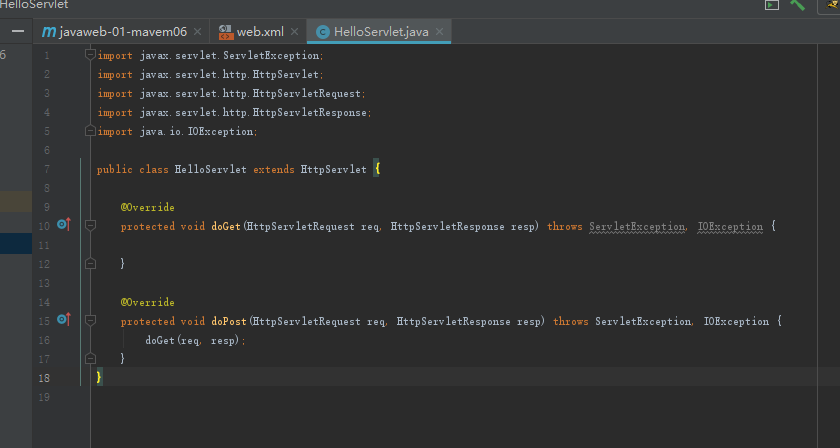 HelloServlet
javaweb-01-mavem06
web.xml
HelloServlet.java
6
1 import javax.servlet.ServletException;
2 import javax.servlet.http.HttpServlet;
3 import javax.servlet.http.HttpServletRequest;
4 import javax.servlet.http.HttpServletResponse;
5 import java.io.IOException;
6
7 public class HelloServlet extends HttpServlet {
8
9 @Override
10 protected void doGet(HttpServletRequest req, HttpServletResponse resp) throws ServletException, IOException {
11
12 }
13
14 @Override
15 protected void doPost(HttpServletRequest req, HttpServletResponse resp) throws ServletException, IOException {
16 doGet(req, resp);
17 }
18 }
19